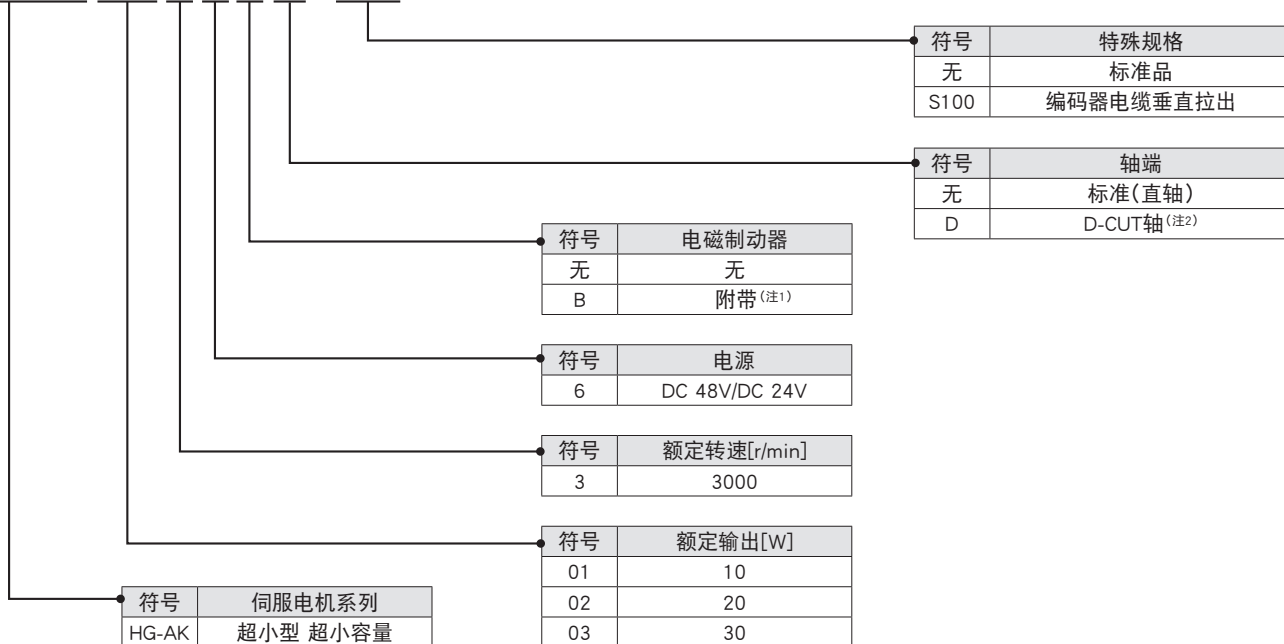 符号 特殊规格
无 标准品
S100 编码器电缆垂直拉出
符号 轴端
无 标准(直轴)
D D-CUT轴(注2)
符号 电磁制动器
无 无
B 附带(注1)
符号 电源
6 DC 48V/DC 24V
符号 额定转速[r/min]
3 3000
符号 额定输出[W]
01 10
02 20
03 30
符号 伺服电机系列
HG-AK 超小型 超小容量